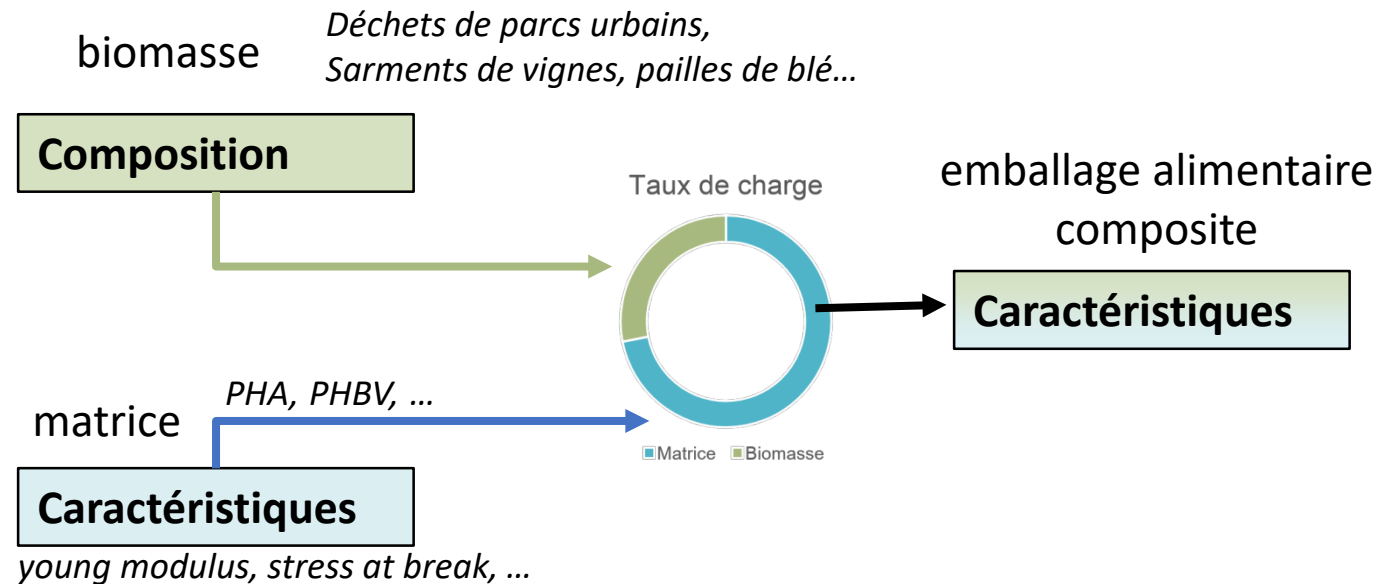 biomasse
Déchets de parcs urbains,
Sarments de vignes, pailles de blé…
Composition
Taux de charge
emballage alimentaire
composite
Caractéristiques
PHA, PHBV, …
matrice
Matrice Biomasse
Caractéristiques
young modulus, stress at break, …